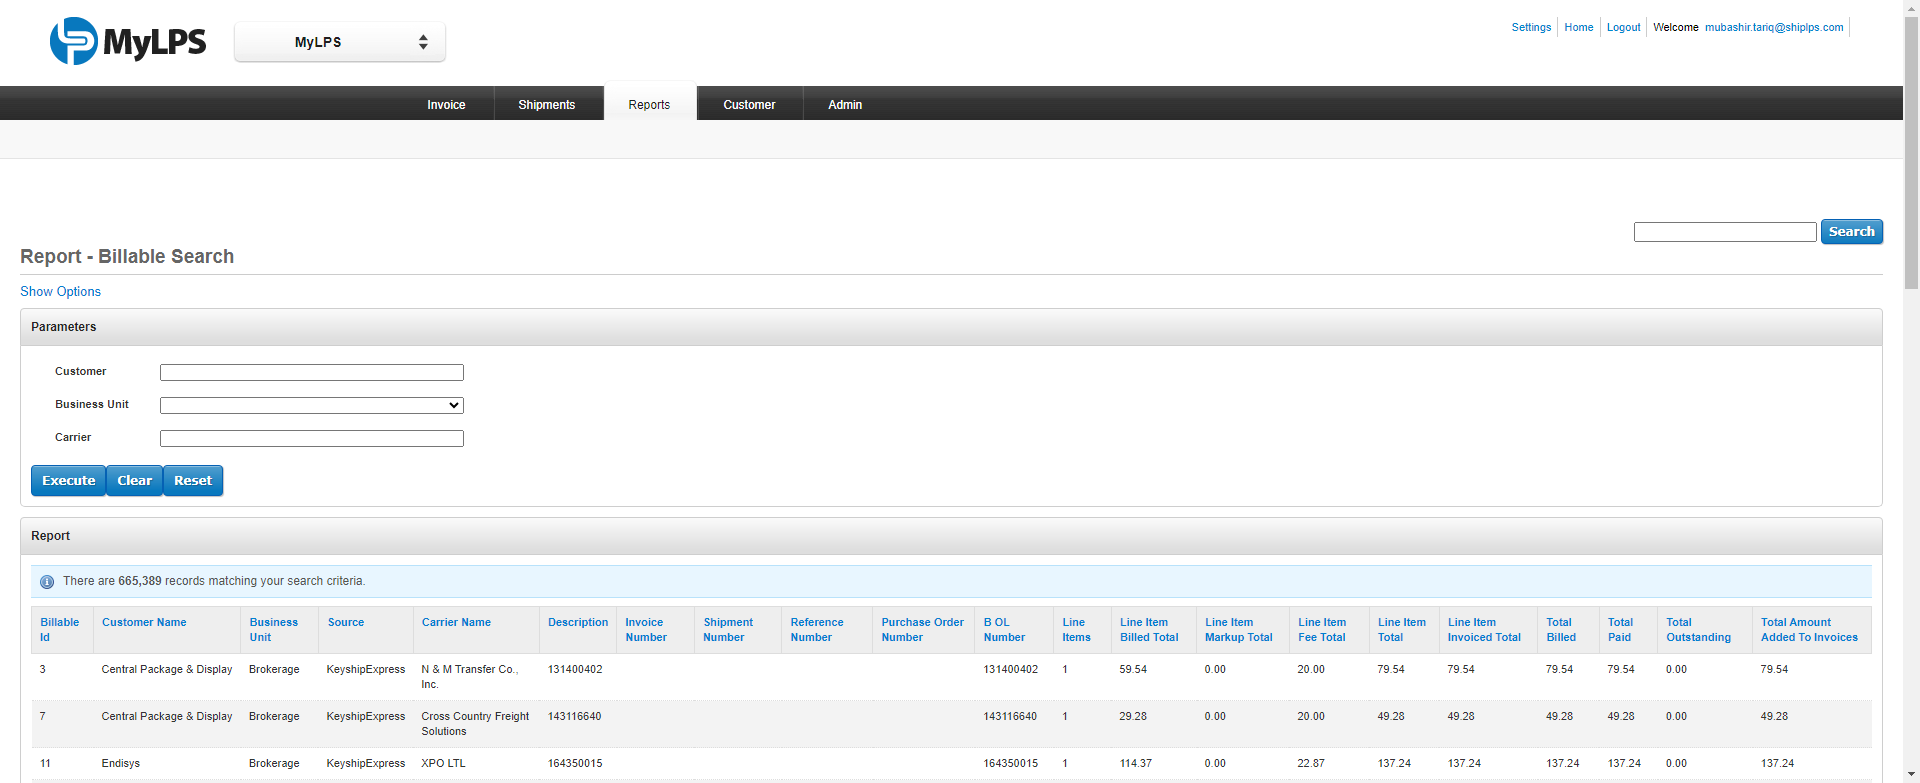 MyLPS
MyLPS
Settings Home Logout Welcome mubashir.tariq@shiplps.com
Invoice Shipments Reports Customer Admin
Search
Report - Billable Search
Show Options
Parameters
Customer
Business Unit
Carrier
Execute Clear Reset
Report
There are 665,389 records matching your search criteria.
Billable Id Customer Name Business Unit Source Carrier Name Description Invoice Number Shipment Number Reference Number Purchase Order Number B OL Number Line Items Line Item Billed Total Line Item Markup Total Line Item Fee Total Line Item Total Line Item Invoiced Total Total Billed Total Paid Total Outstanding Total Amount Added To Invoices
3 Central Package & Display Brokerage KeyshipExpress N & M Transfer Co., Inc. 131400402 131400402 1 59.54 0.00 20.00 79.54 79.54 79.54 79.54 0.00 79.54
7 Central Package & Display Brokerage KeyshipExpress Cross Country Freight Solutions 143116640 143116640 1 29.28 0.00 20.00 49.28 49.28 49.28 49.28 0.00 49.28
11 Endisys Brokerage KeyshipExpress XPO LTL 164350015 164350015 1 114.37 0.00 22.87 137.24 137.24 137.24 137.24 0.00 137.24